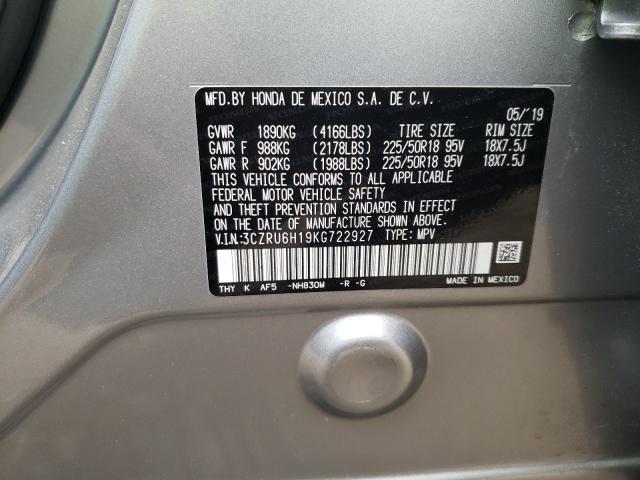 MFD.BY HONDA DE MEXICO S.A. DE C.V.
05/'19
GVWR 1890KG (4166LBS) TIRE SIZE RIM SIZE
GAWR F 988KG (2178LBS) 225/50R18 95V 18X7.5J
GAWR R 902KG (1988LBS) 225/50R18 95V 18X7.5J
THIS VEHICLE CONFORMS TO ALL APPLICABLE
FEDERAL MOTOR VEHICLE SAFETY
AND THEFT PREVENTION STANDARDS IN EFFECT
ON THE DATE OF MANUFACTURE SHOWN ABOVE.
V.I.N:3CZRU6H19KG722927 TYPE: MPV
THY K AF5 -NH830M -R -G
MADE IN MEXICO